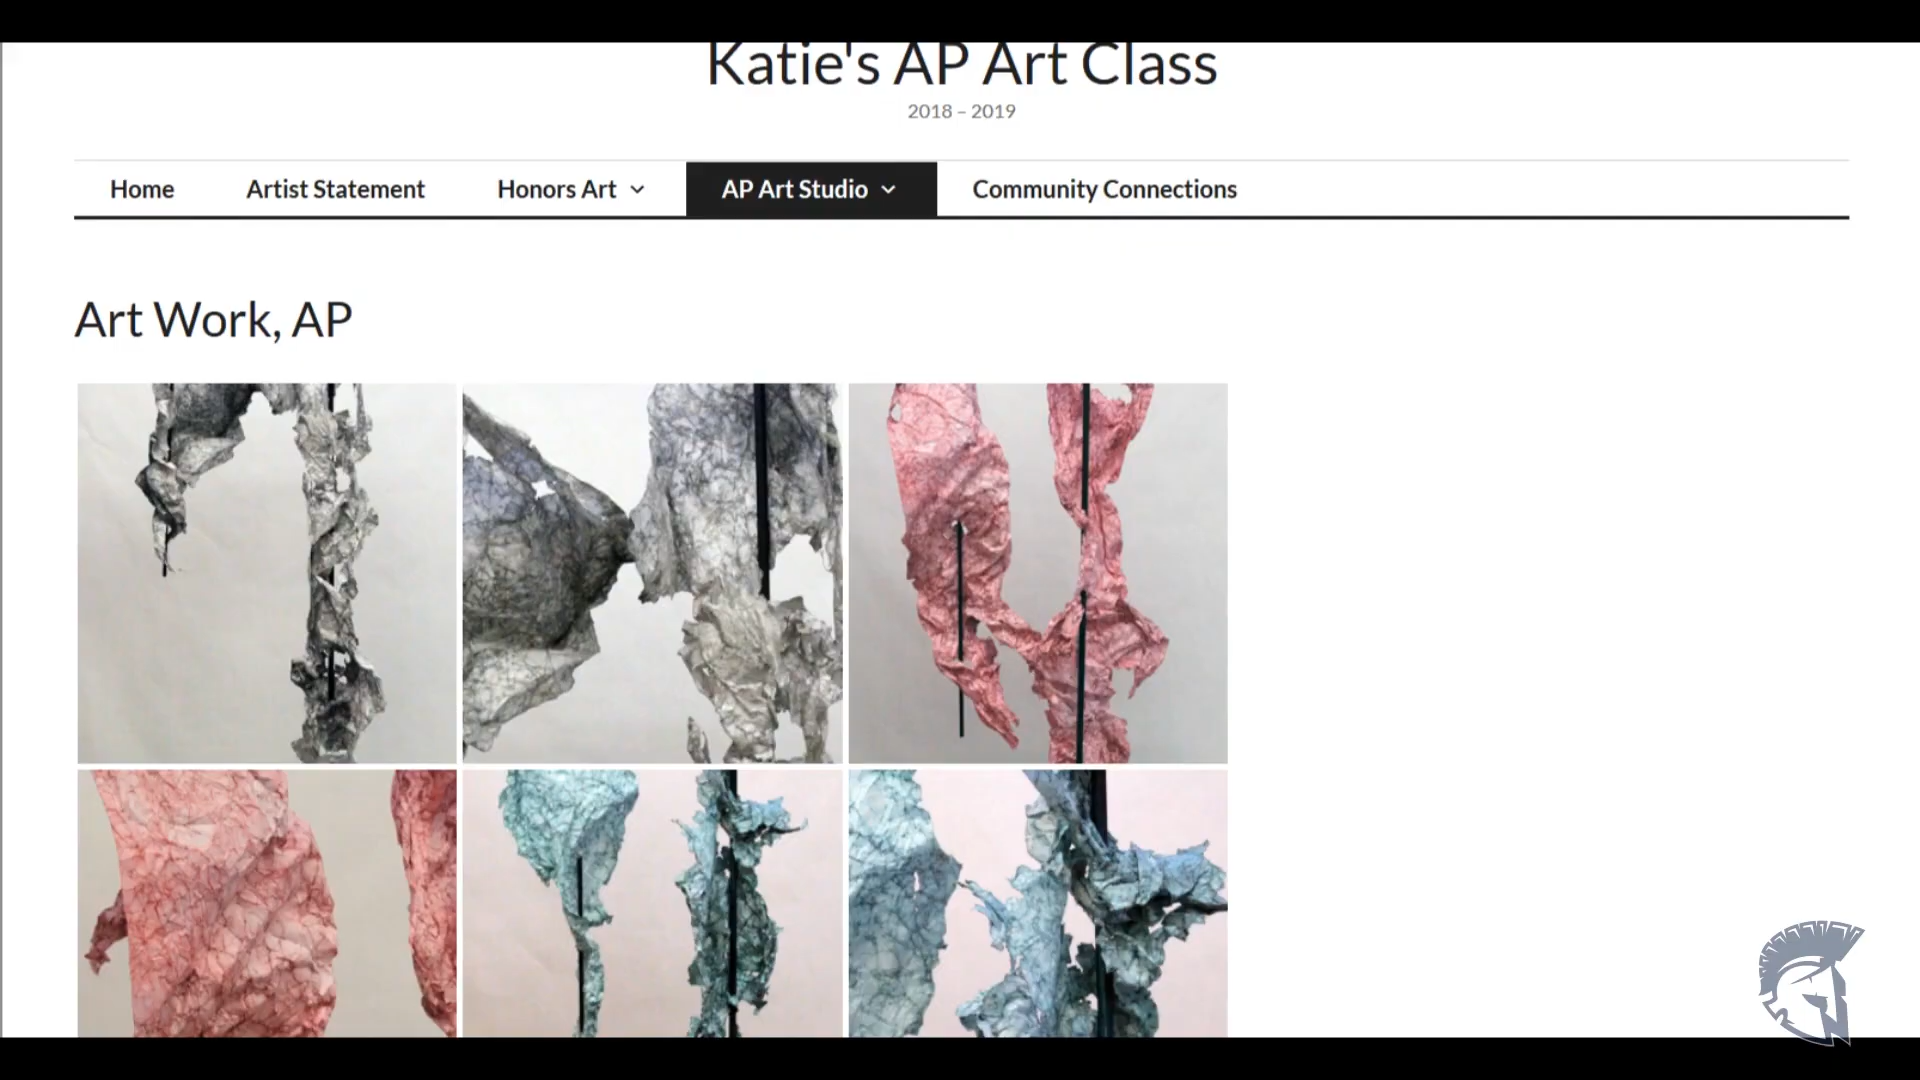 Katie's AP Art Class
2018 – 2019
Home
Artist Statement
Honors Art
AP Art Studio
Community Connections
Art Work, AP